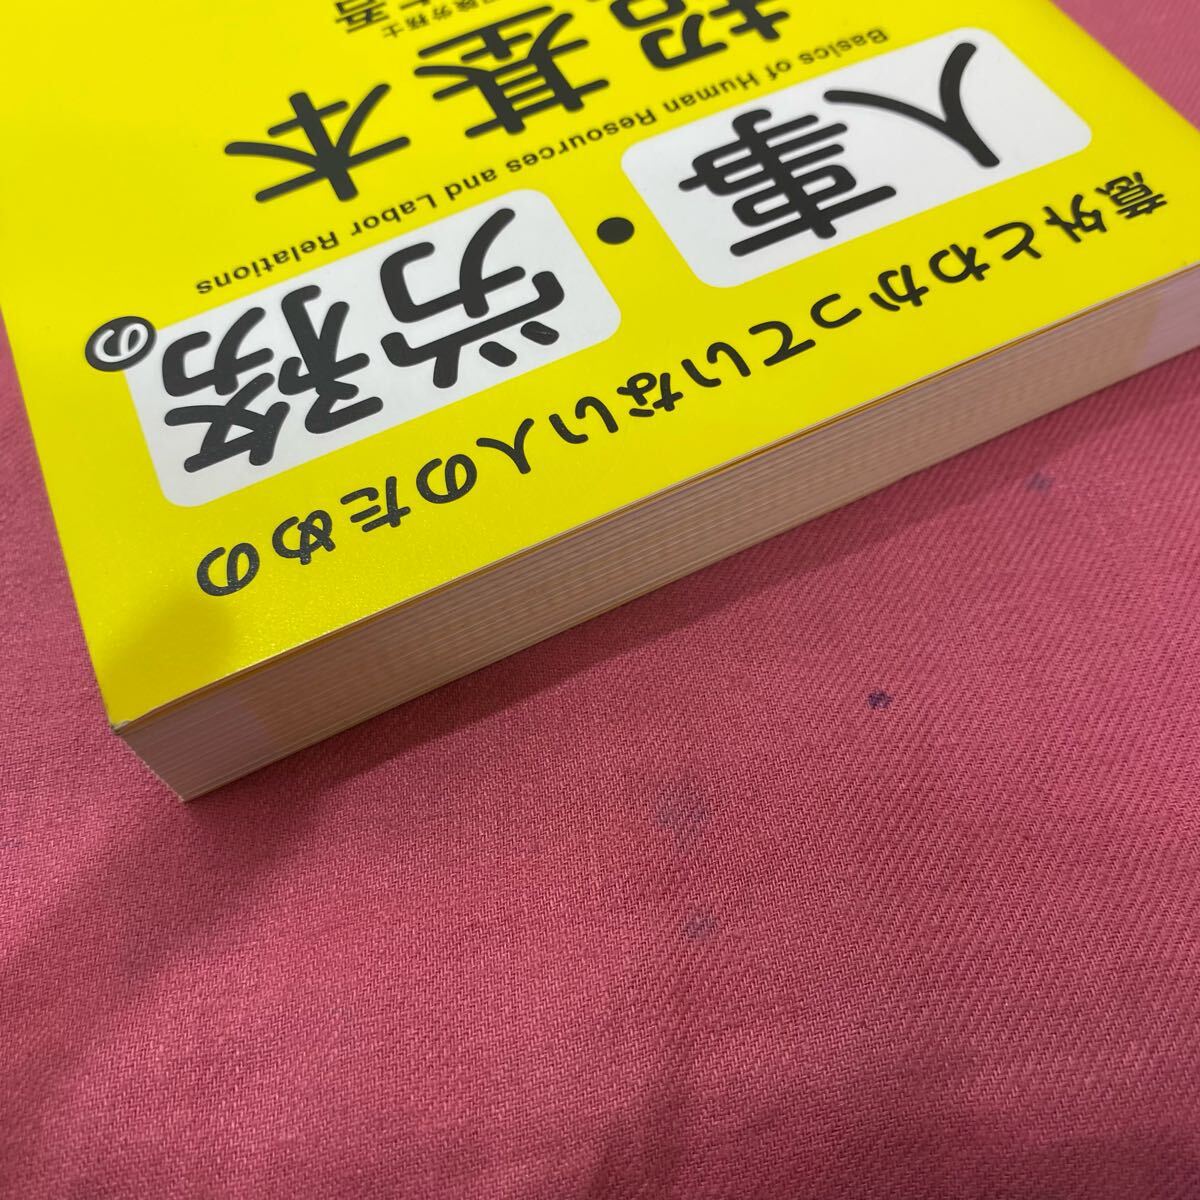 意外とわかっていない人のための
人事・労務の
Basics of Human Resources and Labor Relations
基本